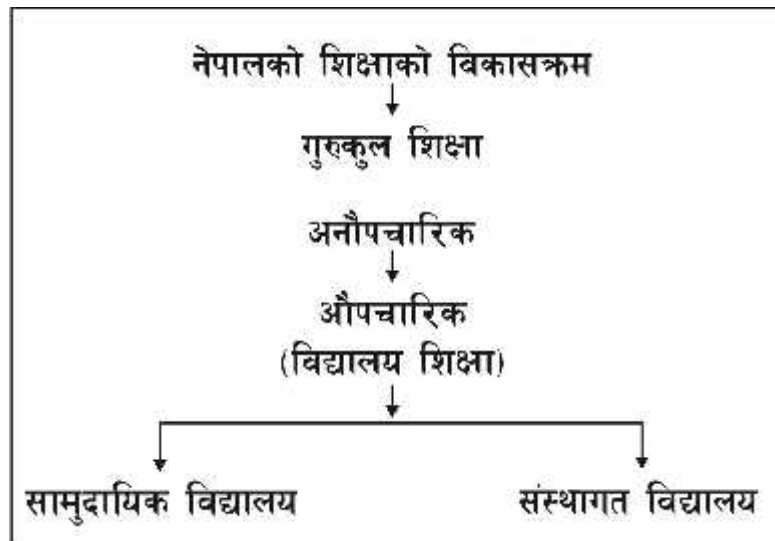 नेपालको शिक्षाको विकासक्रम
गुरुकुल शिक्षा
अनौपचारिक
औपचारिक
(विद्यालय शिक्षा)
सामुदायिक विद्यालय
संस्थागत विद्यालय